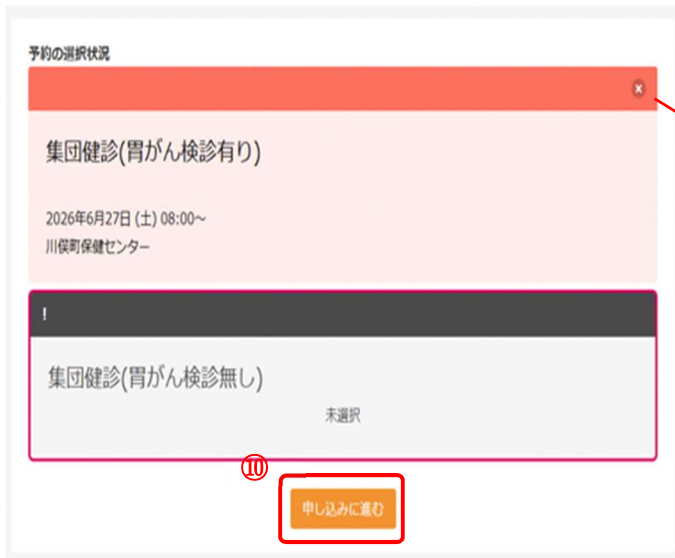 予約の選択状況
集団健診(胃がん検診有り)
2026年6月27日 (土) 08:00～
川俣町保健センター
!
集団健診(胃がん検診無し)
未選択
⑩
申し込みに進む